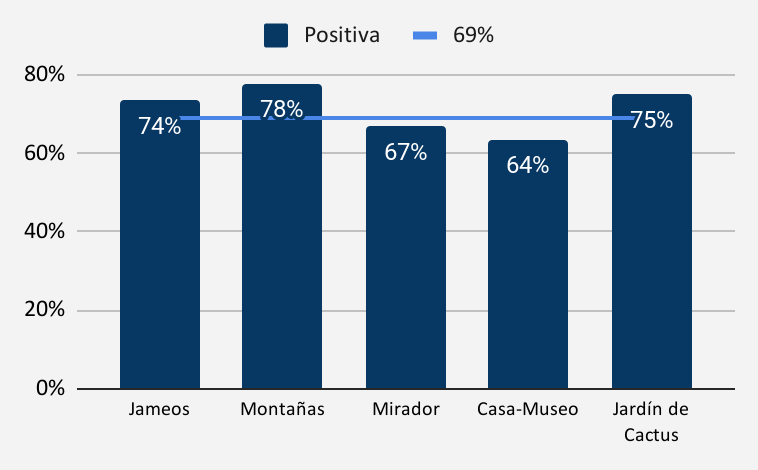 Positiva 69%
80%
60%
40%
20%
0%
74%
78%
67%
64%
75%
Jameos
Montañas
Mirador
Casa-Museo
Jardín de
Cactus